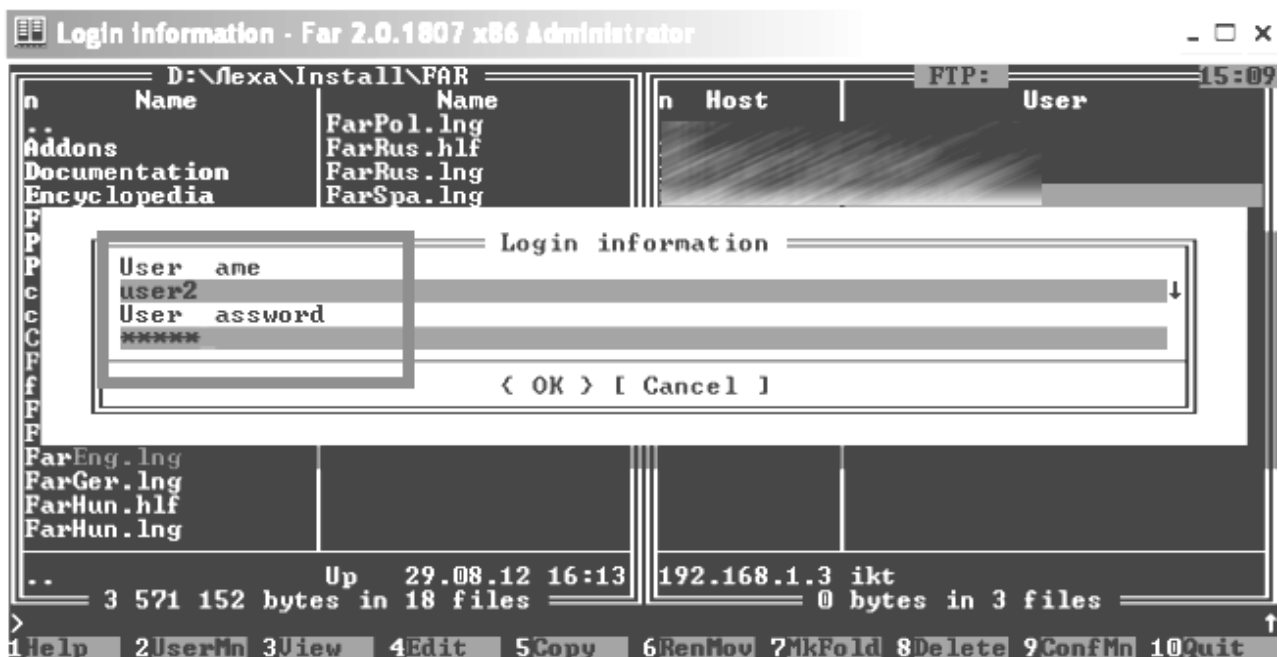 Login information - Far 2.0.1807 x86 Administrator
D:\Леха\Install\FAR
FTP:
15:09
n Name Name
n Host User
..
FarPol.lng
Addons FarRus.hlf
Documentation FarRus.lng
Encyclopedia FarSpa.lng
F
P
P
c
c
C
F
f
F
F
Login information
User ame
user2 ↓
User assword
*****
< OK > [ Cancel ]
FarEng.lng
FarGer.lng
FarHun.hlf
FarHun.lng
.. Up 29.08.12 16:13
3 571 152 bytes in 18 files
192.168.1.3 ikt
0 bytes in 3 files
> ↑
1Help 2UserMn 3View 4Edit 5Copy 6RenMov 7MkFold 8Delete 9ConfMn 10Quit